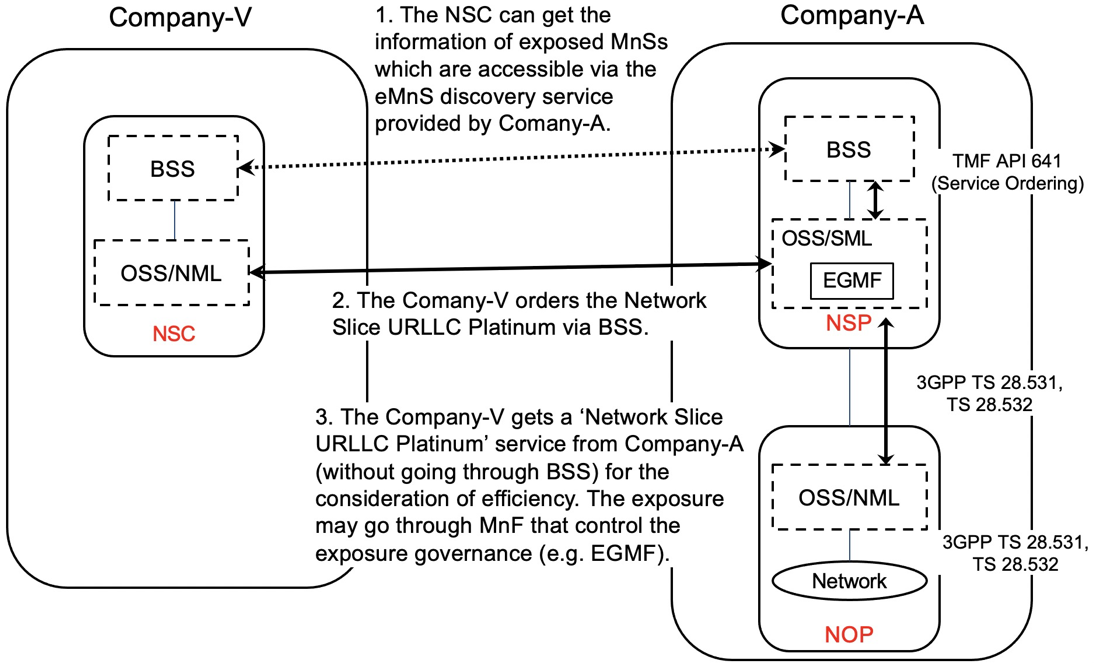 Company-V
Company-A
1. The NSC can get the
information of exposed MnSs
which are accessible via the
eMnS discovery service
provided by Comany-A.
BSS
BSS
TMF API 641
(Service Ordering)
OSS/NML
OSS/SML
EGMF
NSC
NSP
2. The Comany-V orders the Network
Slice URLLC Platinum via BSS.
3GPP TS 28.531,
TS 28.532
3. The Company-V gets a ‘Network Slice
URLLC Platinum’ service from Company-A
(without going through BSS) for the
consideration of efficiency. The exposure
may go through MnF that control the
exposure governance (e.g. EGMF).
OSS/NML
3GPP TS 28.531,
TS 28.532
Network
NOP